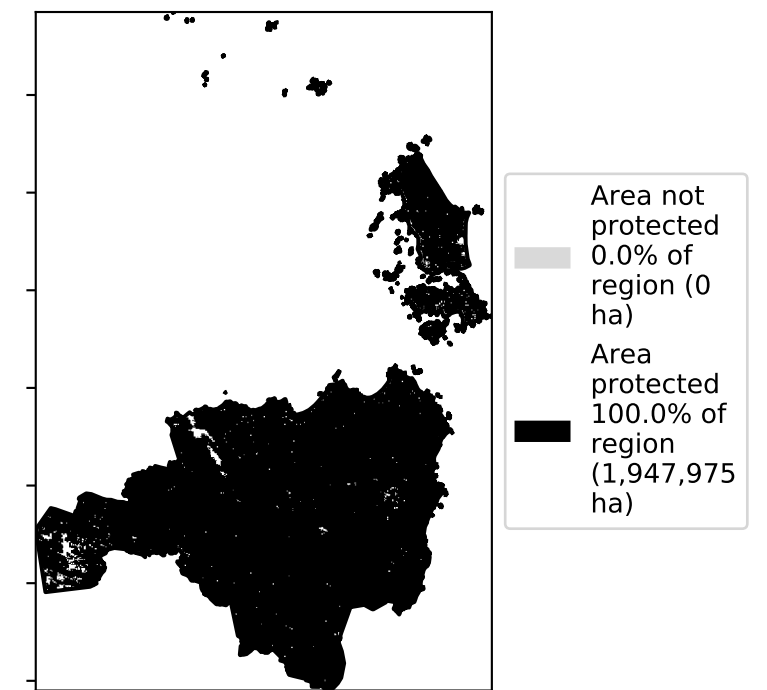 Area not
protected
0.0% of
region (0
ha)
Area
protected
100.0% of
region
(1,947,975
ha)